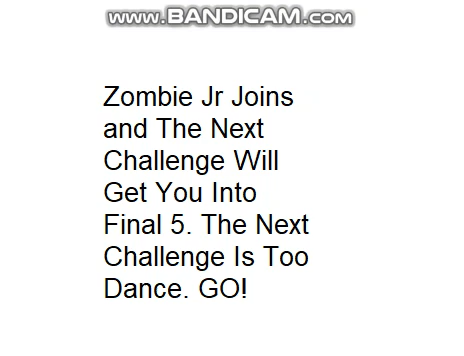 www.BANDICAM.com
Zombie Jr Joins
and The Next
Challenge Will
Get You Into
Final 5. The Next
Challenge Is Too
Dance. GO!